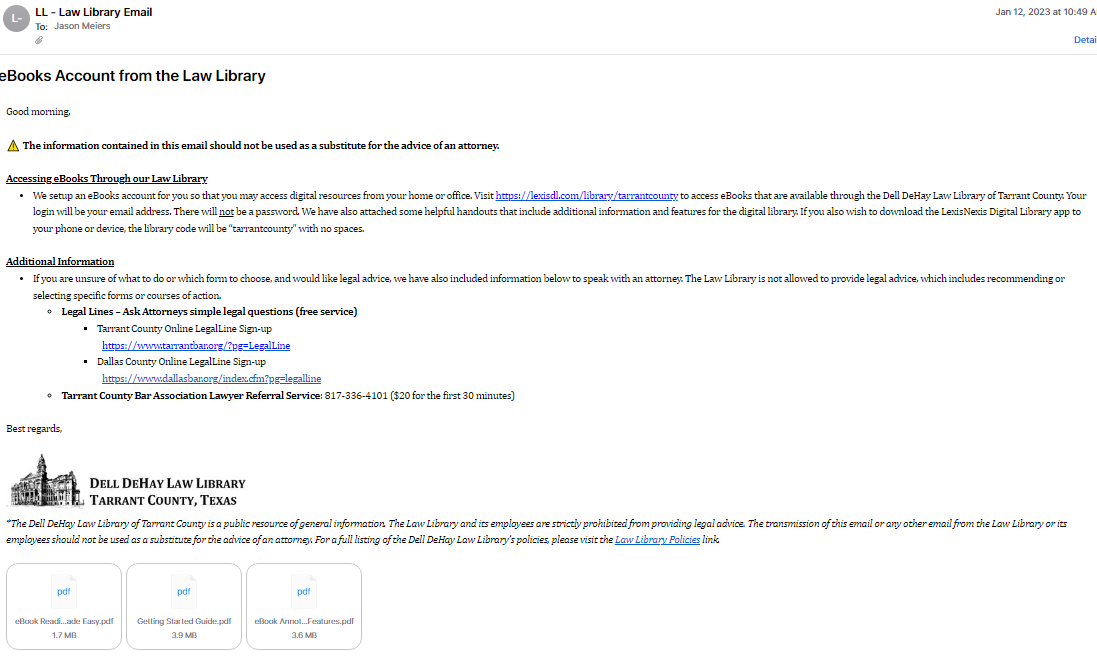 L-
LL - Law Library Email
Jan 12, 2023 at 10:49 A
To: Jason Meiers
Detai
eBooks Account from the Law Library
Good morning,
The information contained in this email should not be used as a substitute for the advice of an attorney.
Accessing eBooks Through our Law Library
• We setup an eBooks account for you so that you may access digital resources from your home or office. Visit https://lexisdl.com/library/tarrantcounty to access eBooks that are available through the Dell DeHay Law Library of Tarrant County. Your
login will be your email address. There will not be a password. We have also attached some helpful handouts that include additional information and features for the digital library. If you also wish to download the LexisNexis Digital Library app to
your phone or device, the library code will be “tarrantcounty” with no spaces.
Additional Information
• If you are unsure of what to do or which form to choose, and would like legal advice, we have also included information below to speak with an attorney. The Law Library is not allowed to provide legal advice, which includes recommending or
selecting specific forms or courses of action.
◦ Legal Lines – Ask Attorneys simple legal questions (free service)
▪ Tarrant County Online LegalLine Sign-up
https://www.tarrantbar.org/?pg=LegalLine
▪ Dallas County Online LegalLine Sign-up
https://www.dallasbar.org/index.cfm?pg=legalline
◦ Tarrant County Bar Association Lawyer Referral Service: 817-336-4101 ($20 for the first 30 minutes)
Best regards,
DELL DEHAY LAW LIBRARY
TARRANT COUNTY, TEXAS
*The Dell DeHay Law Library of Tarrant County is a public resource of general information. The Law Library and its employees are strictly prohibited from providing legal advice. The transmission of this email or any other email from the Law Library or its
employees should not be used as a substitute for the advice of an attorney. For a full listing of the Dell DeHay Law Library's policies, please visit the Law Library Policies link.
pdf pdf pdf
eBook Readi...ade Easy.pdf Getting Started Guide.pdf eBook Annot...Features.pdf
1.7 MB 3.9 MB 3.6 MB